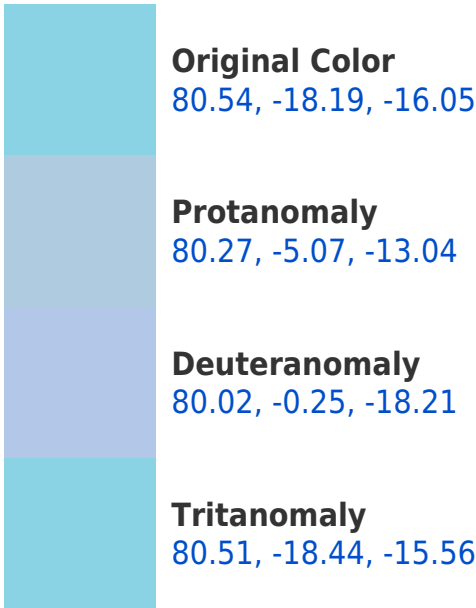 Original Color
80.54, -18.19, -16.05
Protanomaly
80.27, -5.07, -13.04
Deuteranomaly
80.02, -0.25, -18.21
Tritanomaly
80.51, -18.44, -15.56